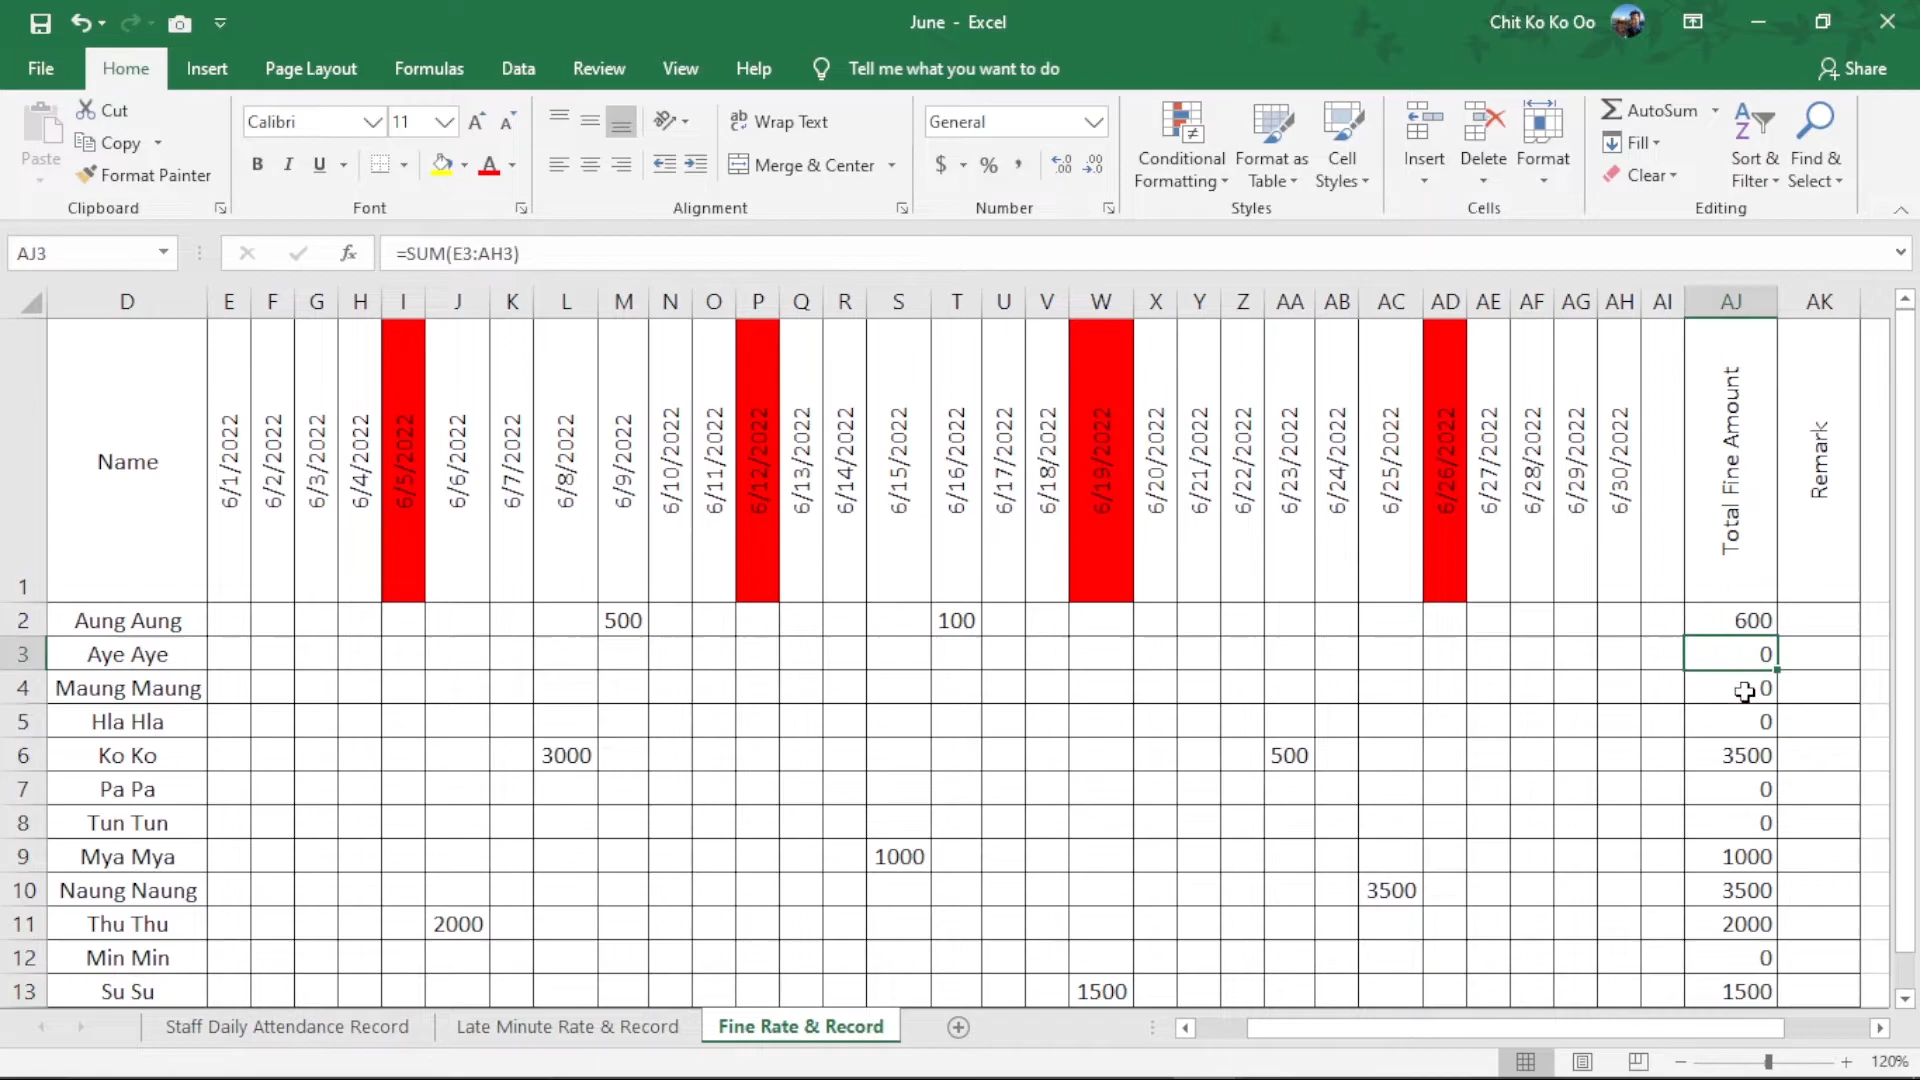 June - Excel
Chit Ko Ko Oo
File Home Insert Page Layout Formulas Data Review View Help Tell me what you want to do Share
Paste
Cut
Copy
Format Painter
Clipboard
Calibri 11
B I U A
Font
ab Wrap Text
Merge & Center
Alignment
General
$ % ,
Number
Conditional Formatting
Format as Table
Cell Styles
Styles
Insert Delete Format
Cells
AutoSum
Fill
Clear
Sort & Filter
Find & Select
Editing
AJ3 fx =SUM(E3:AH3)
D E F G H I J K L M N O P Q R S T U V W X Y Z AA AB AC AD AE AF AG AH AI AJ AK
1 Name 6/1/2022 6/2/2022 6/3/2022 6/4/2022 6/5/2022 6/6/2022 6/7/2022 6/8/2022 6/9/2022 6/10/2022 6/11/2022 6/12/2022 6/13/2022 6/14/2022 6/15/2022 6/16/2022 6/17/2022 6/18/2022 6/19/2022 6/20/2022 6/21/2022 6/22/2022 6/23/2022 6/24/2022 6/25/2022 6/26/2022 6/27/2022 6/28/2022 6/29/2022 6/30/2022 Total Fine Amount Remark
2 Aung Aung 500 100 600
3 Aye Aye 0
4 Maung Maung 0
5 Hla Hla 0
6 Ko Ko 3000 500 3500
7 Pa Pa 0
8 Tun Tun 0
9 Mya Mya 1000 1000
10 Naung Naung 3500 3500
11 Thu Thu 2000 2000
12 Min Min 0
13 Su Su 1500 1500
Staff Daily Attendance Record Late Minute Rate & Record Fine Rate & Record
120%